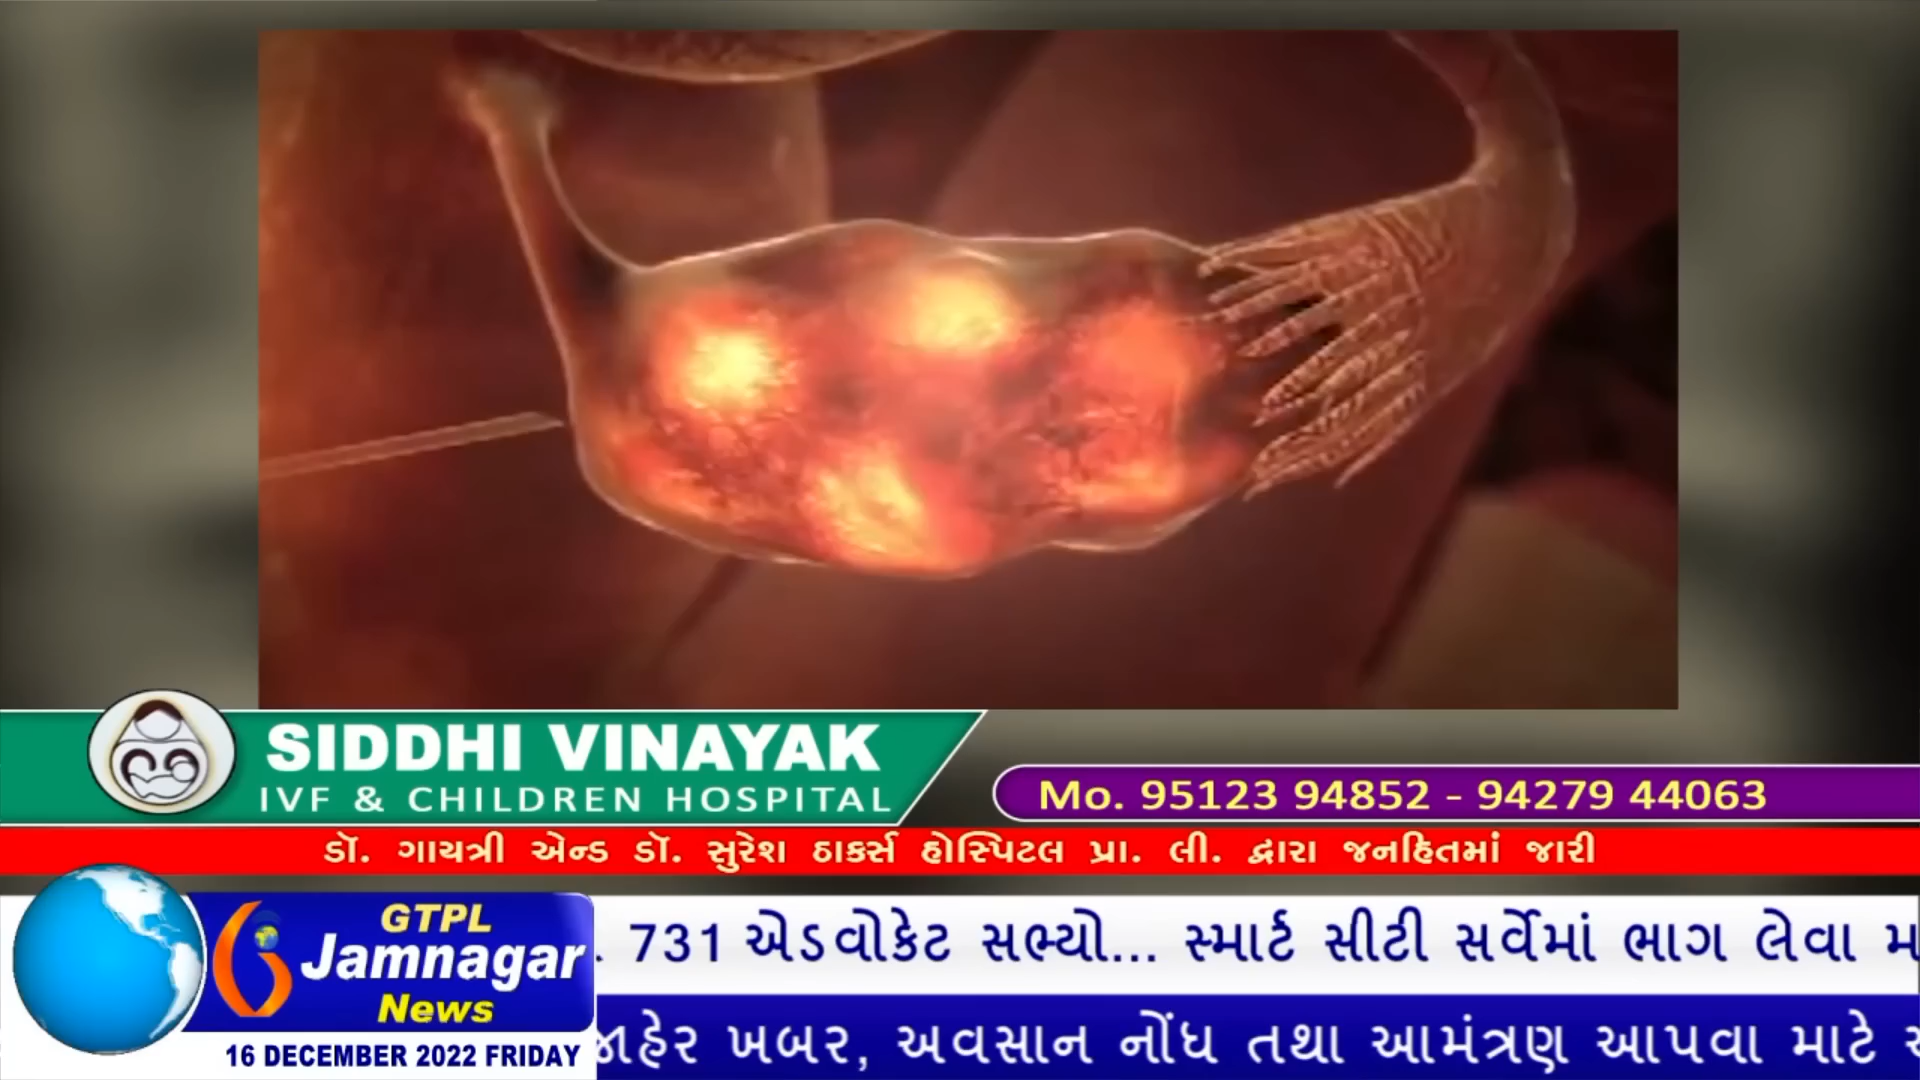 SIDDHI VINAYAK
IVF & CHILDREN HOSPITAL
Mo. 95123 94852 - 94279 44063
ડૉ. ગાયત્રી એન્ડ ડૉ. સુરેશ ઠાકર્સ હોસ્પિટલ પ્રા. લી. દ્વારા જનહિતમાં જારી
GTPL
Jamnagar
News
16 DECEMBER 2022 FRIDAY
. 731 એડવોકેટ સભ્યો... સ્માર્ટ સીટી સર્વેમાં ભાગ લેવા
જાહેર ખબર, અવસાન નોંધ તથા આમંત્રણ આપવા માટે